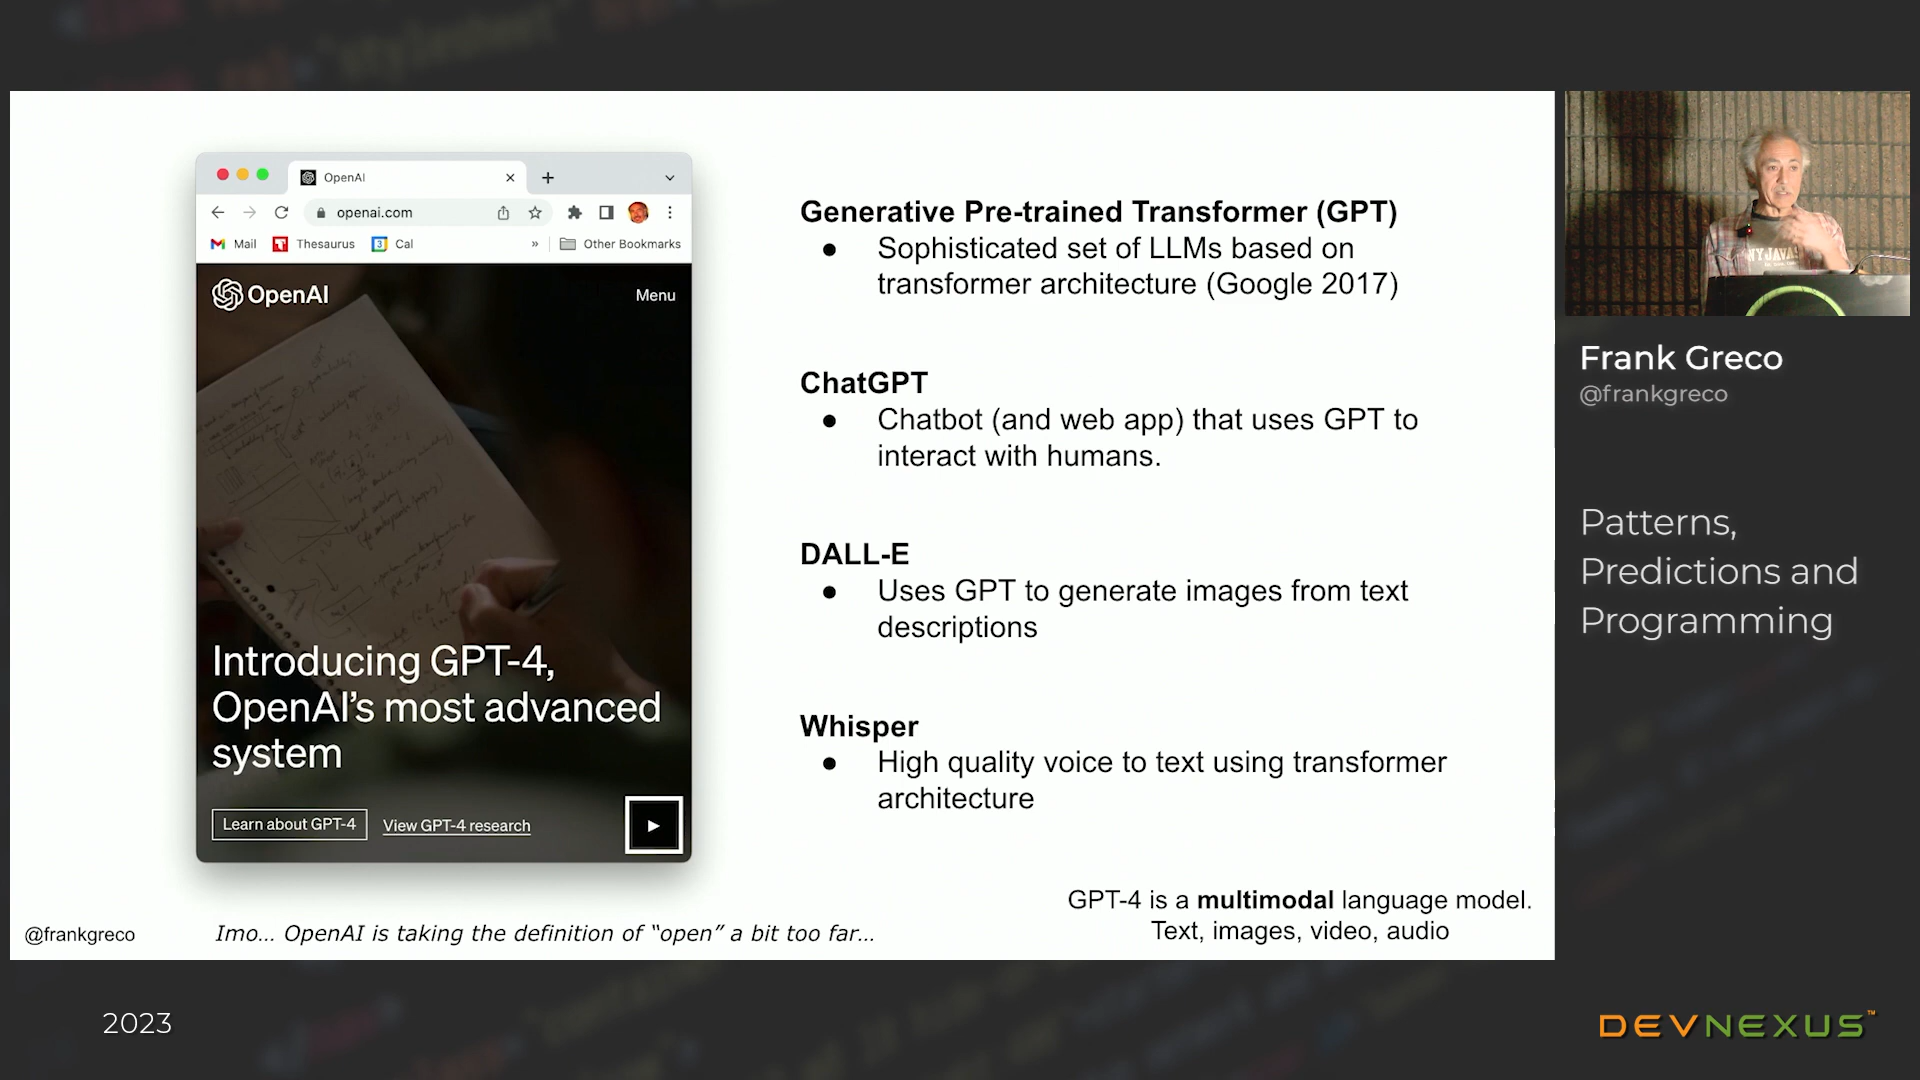 OpenAI
openai.com
Mail
Thesaurus
3
Cal
»
Other Bookmarks
OpenAI
Menu
Introducing GPT-4,
OpenAI's most advanced
system
Learn about GPT-4
View GPT-4 research
Generative Pre-trained Transformer (GPT)
● Sophisticated set of LLMs based on
transformer architecture (Google 2017)
ChatGPT
● Chatbot (and web app) that uses GPT to
interact with humans.
DALL-E
● Uses GPT to generate images from text
descriptions
Whisper
● High quality voice to text using transformer
architecture
GPT-4 is a multimodal language model.
Text, images, video, audio
@frankgreco
Imo... OpenAI is taking the definition of “open” a bit too far...
Frank Greco
@frankgreco
Patterns,
Predictions and
Programming
2023
DEVNEXUS™